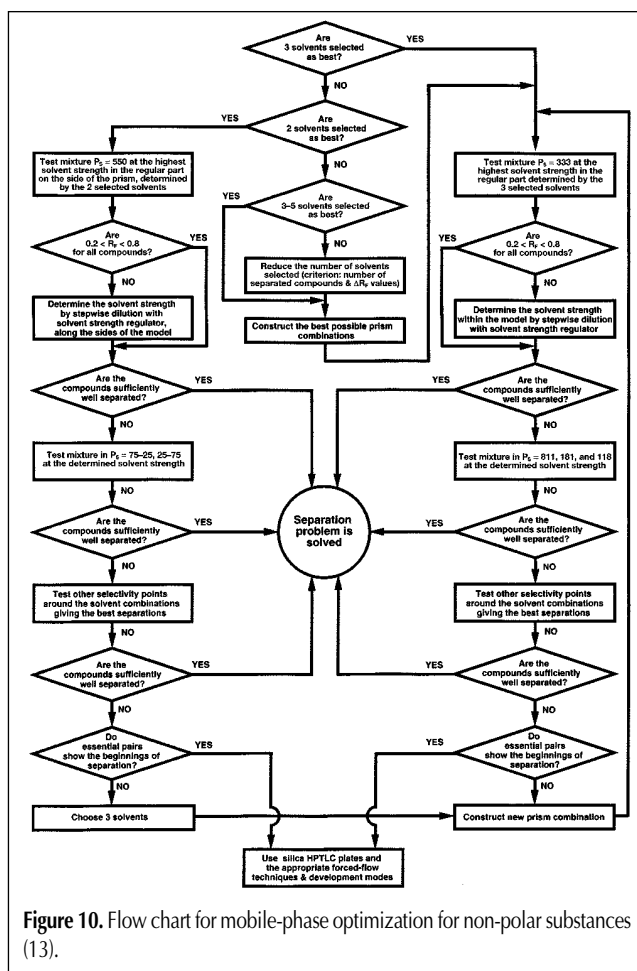 Are
3 solvents selected
as best?
YES
NO
YES
Are
2 solvents selected
as best?
NO
Test mixture PS = 550 at the highest
solvent strength in the regular part
on the side of the prism, determined
by the 2 selected solvents
YES
Are
3–5 solvents selected
as best?
NO
Test mixture PS = 333 at the
highest solvent strength in the
regular part determined by the
3 selected solvents
Are
0.2 < RF < 0.8
for all compounds?
YES
NO
Reduce the number of solvents
selected (criterion: number of
separated compounds & ΔRF values)
YES
Are
0.2 < RF < 0.8
for all compounds?
NO
Determine the solvent strength
by stepwise dilution with
solvent strength regulator,
along the sides of the model
Construct the best possible prism
combinations
Determine the solvent strength
within the model by stepwise dilution
with solvent strength regulator
Are the
compounds sufficiently
well separated?
YES
NO
YES
Are the
compounds sufficiently
well separated?
NO
Test mixture in PS = 75–25, 25–75
at the determined solvent strength
NO
Test mixture in PS = 811, 181, and 118
at the determined solvent strength
NO
Are the
compounds sufficiently
well separated?
YES
NO
Separation
problem is
solved
YES
Are the
compounds sufficiently
well separated?
NO
Test other selectivity points
around the solvent combinations
giving the best separations
NO
Test other selectivity points
around the solvent combinations
giving the best separations
NO
Are the
compounds sufficiently
well separated?
YES
NO
YES
Are the
compounds sufficiently
well separated?
NO
Do
essential pairs
show the beginnings of
separation?
YES
NO
YES
Do
essential pairs
show the beginnings of
separation?
NO
Choose 3 solvents
Construct new prism combination
Use silica HPTLC plates and
the appropriate forced-flow
techniques & development modes
Figure 10. Flow chart for mobile-phase optimization for non-polar substances
(13).